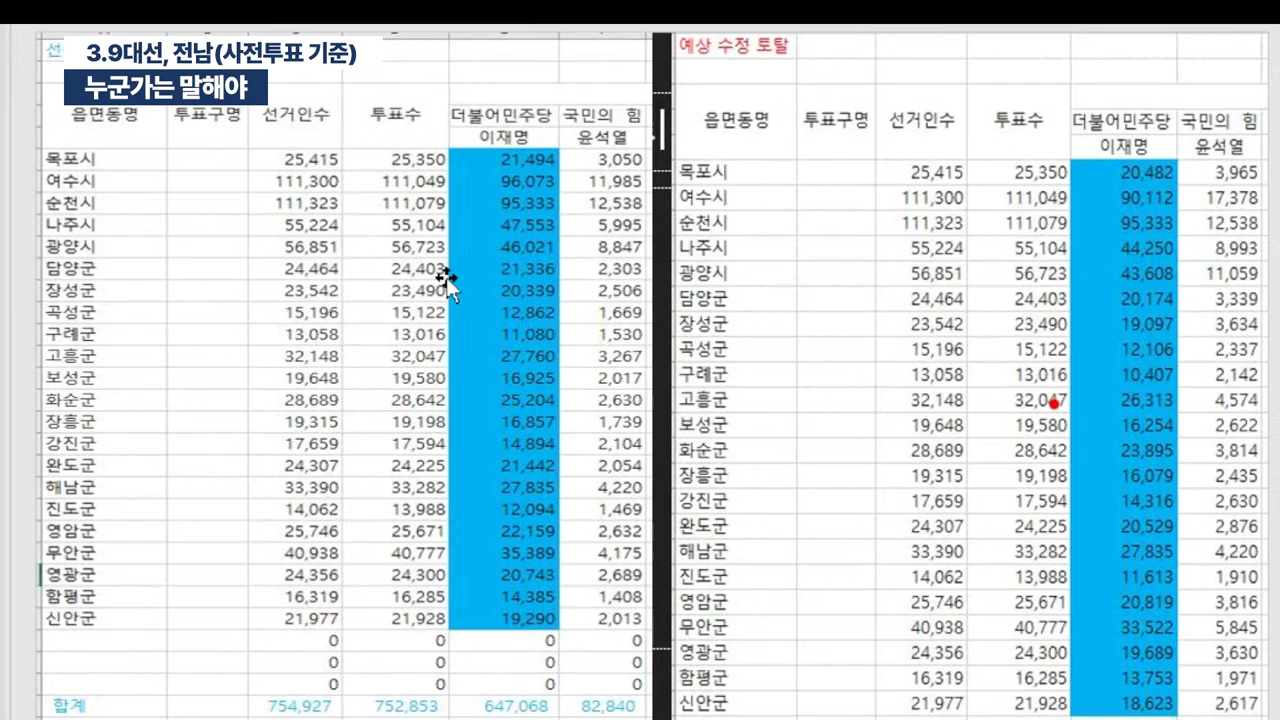 3.9대선, 전남(사전투표 기준)
누군가는 말해야
읍면동명 투표구명 선거인수 투표수 더불어민주당 국민의 힘
이재명 윤석열
목포시 25,415 25,350 21,494 3,050
여수시 111,300 111,049 96,073 11,985
순천시 111,323 111,079 95,333 12,538
나주시 55,224 55,104 47,553 5,995
광양시 56,851 56,723 46,021 8,847
담양군 24,464 24,403 21,336 2,303
장성군 23,542 23,490 20,339 2,506
곡성군 15,196 15,122 12,862 1,669
구례군 13,058 13,016 11,080 1,530
고흥군 32,148 32,047 27,760 3,267
보성군 19,648 19,580 16,925 2,017
화순군 28,689 28,642 25,204 2,630
장흥군 19,315 19,198 16,857 1,739
강진군 17,659 17,594 14,894 2,104
완도군 24,307 24,225 21,442 2,054
해남군 33,390 33,282 27,835 4,220
진도군 14,062 13,988 12,094 1,469
영암군 25,746 25,671 22,159 2,632
무안군 40,938 40,777 35,389 4,175
영광군 24,356 24,300 20,743 2,689
함평군 16,319 16,285 14,385 1,408
신안군 21,977 21,928 19,290 2,013
0 0 0 0
0 0 0 0
0 0 0 0
합계 754,927 752,853 647,068 82,840
예상 수정 토탈
읍면동명 투표구명 선거인수 투표수 더불어민주당 국민의 힘
이재명 윤석열
목포시 25,415 25,350 20,482 3,965
여수시 111,300 111,049 90,112 17,378
순천시 111,323 111,079 95,333 12,538
나주시 55,224 55,104 44,250 8,993
광양시 56,851 56,723 43,608 11,059
담양군 24,464 24,403 20,174 3,339
장성군 23,542 23,490 19,097 3,634
곡성군 15,196 15,122 12,106 2,337
구례군 13,058 13,016 10,407 2,142
고흥군 32,148 32,047 26,313 4,574
보성군 19,648 19,580 16,254 2,622
화순군 28,689 28,642 23,895 3,814
장흥군 19,315 19,198 16,079 2,435
강진군 17,659 17,594 14,316 2,630
완도군 24,307 24,225 20,529 2,876
해남군 33,390 33,282 27,835 4,220
진도군 14,062 13,988 11,613 1,910
영암군 25,746 25,671 20,819 3,816
무안군 40,938 40,777 33,522 5,845
영광군 24,356 24,300 19,689 3,630
함평군 16,319 16,285 13,753 1,971
신안군 21,977 21,928 18,623 2,617